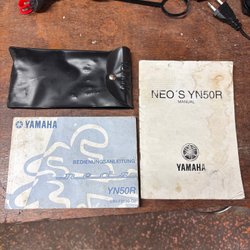 YAMAHA
BEDIENUNGSANLEITUNG
YN50R
NEO'S YN50R
MANUAL
YAMAHA